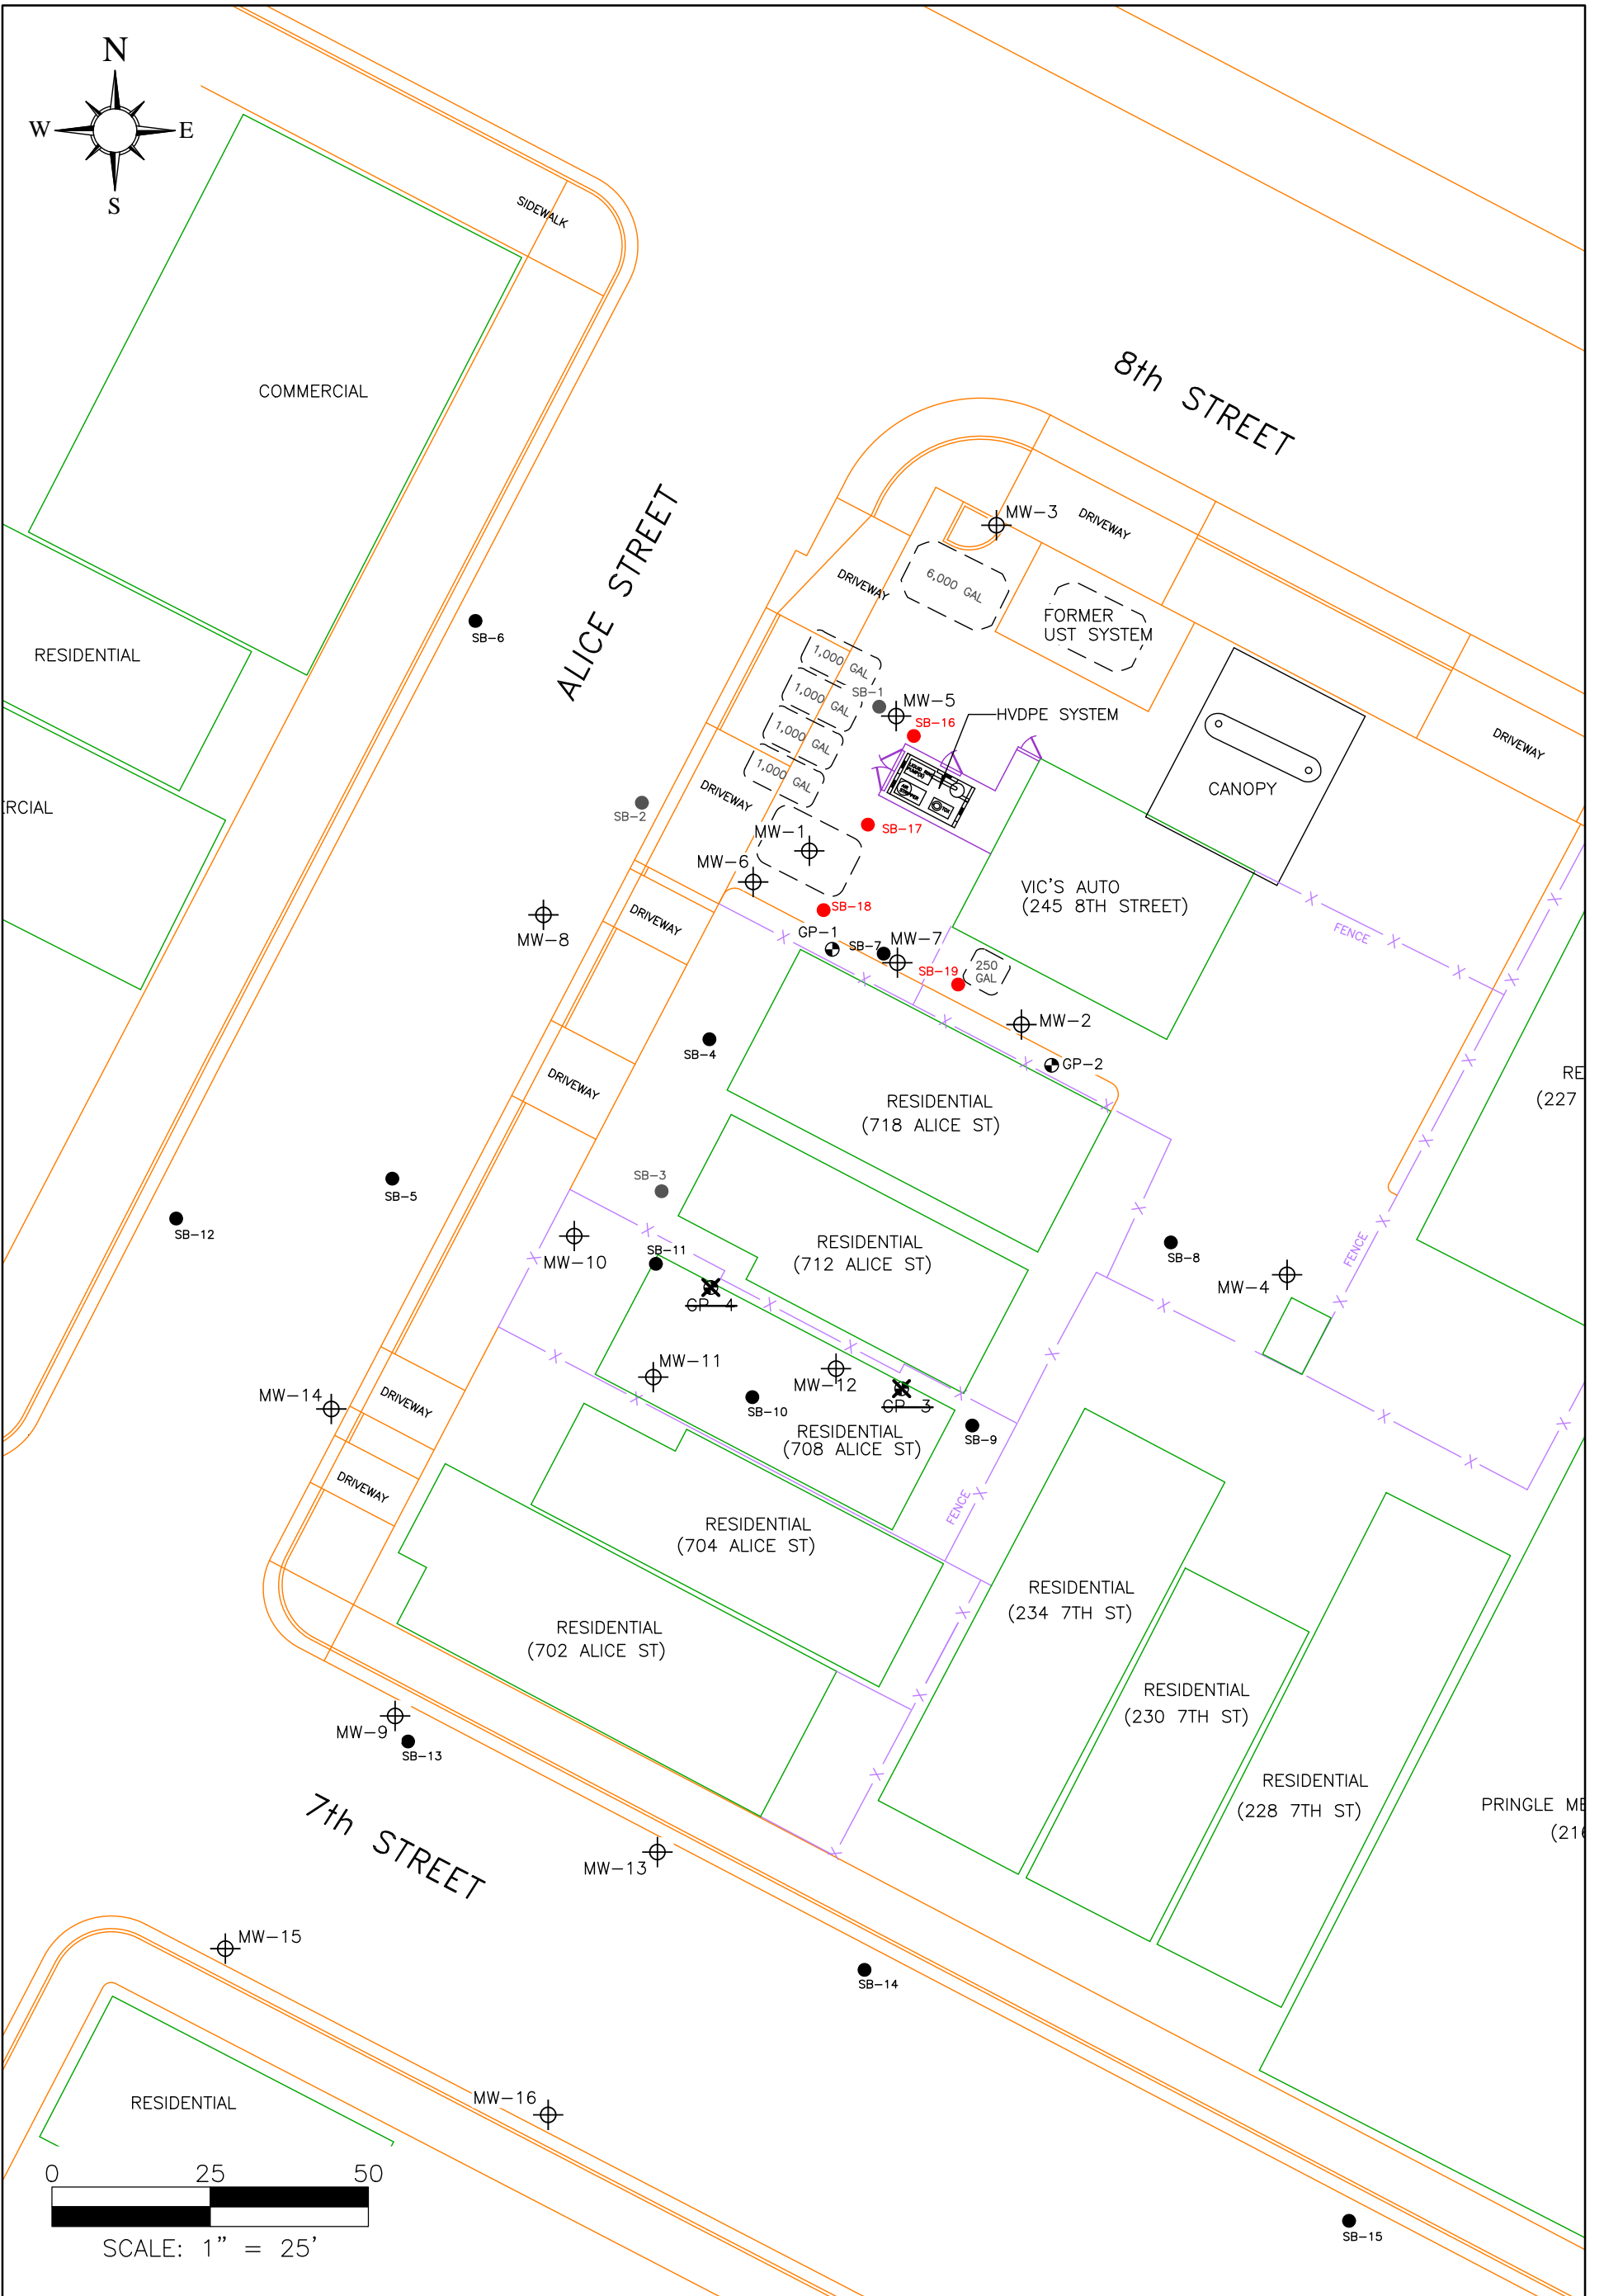 N
W
E
S
SIDEWALK
COMMERCIAL
8th STREET
ALICE STREET
MW-3
DRIVEWAY
6,000 GAL
DRIVEWAY
FORMER
UST SYSTEM
SB-6
RESIDENTIAL
1,000 GAL
1,000 GAL
1,000 GAL
1,000 GAL
SB-1
MW-5
SB-16
HVDPE SYSTEM
DRIVEWAY
CANOPY
DRIVEWAY
ERCIAL
SB-2
SB-17
MW-1
MW-6
VIC'S AUTO
(245 8TH STREET)
SB-18
DRIVEWAY
MW-8
GP-1
SB-7
MW-7
FENCE
SB-19
250
GAL
MW-2
SB-4
GP-2
DRIVEWAY
RE
(227
RESIDENTIAL
(718 ALICE ST)
SB-3
SB-5
SB-12
MW-10
SB-11
RESIDENTIAL
(712 ALICE ST)
SB-8
FENCE
MW-4
GP-4
MW-11
MW-12
GP-3
MW-14
DRIVEWAY
SB-10
RESIDENTIAL
(708 ALICE ST)
SB-9
DRIVEWAY
FENCE
RESIDENTIAL
(704 ALICE ST)
RESIDENTIAL
(234 7TH ST)
RESIDENTIAL
(702 ALICE ST)
RESIDENTIAL
(230 7TH ST)
MW-9
SB-13
RESIDENTIAL
(228 7TH ST)
PRINGLE ME
(216
7th STREET
MW-13
MW-15
SB-14
RESIDENTIAL
MW-16
0 25 50
SCALE: 1" = 25'
SB-15